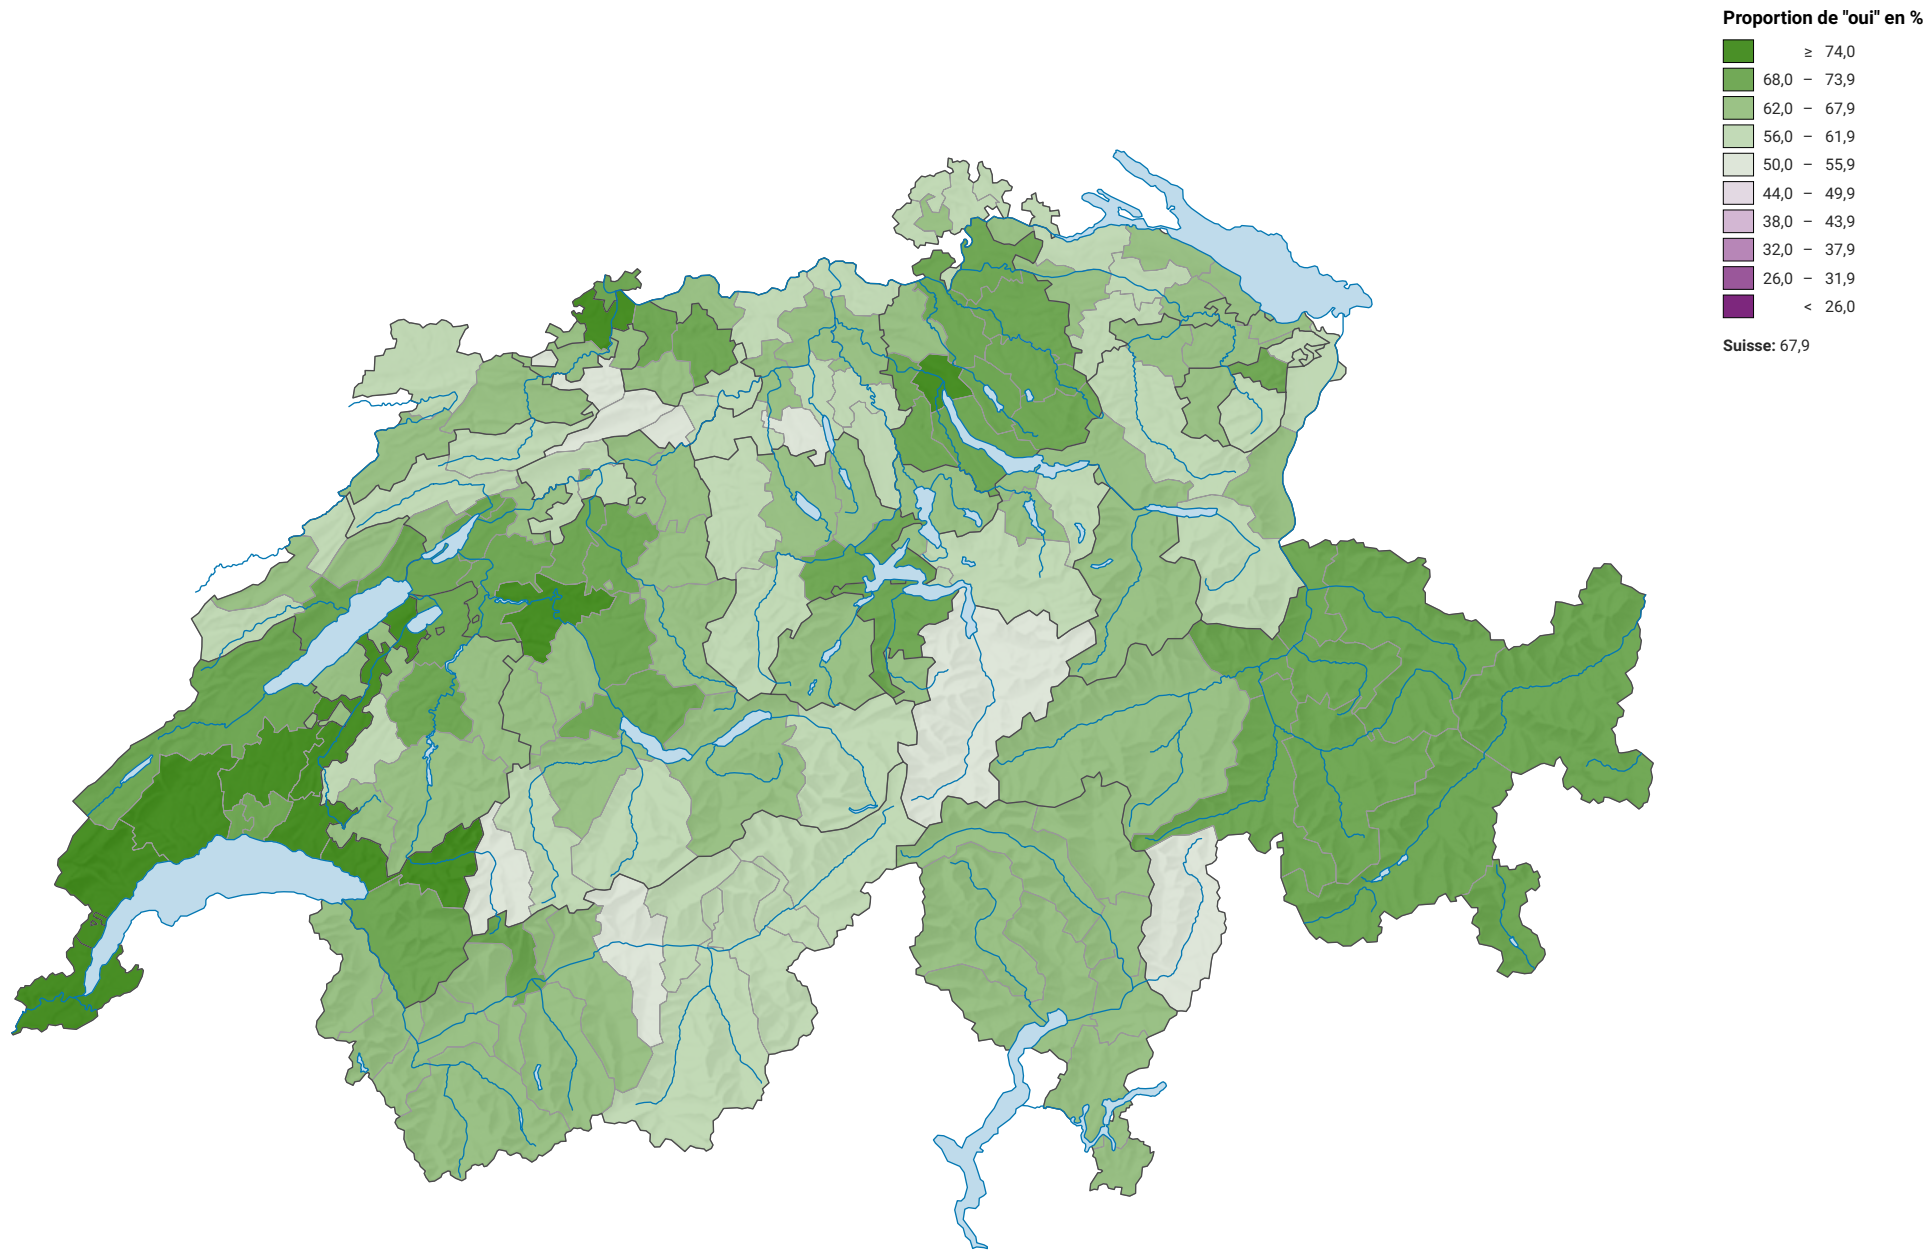 Proportion de "oui" en %
≥ 74,0
68,0 – 73,9
62,0 – 67,9
56,0 – 61,9
50,0 – 55,9
44,0 – 49,9
38,0 – 43,9
32,0 – 37,9
26,0 – 31,9
< 26,0
Suisse: 67,9